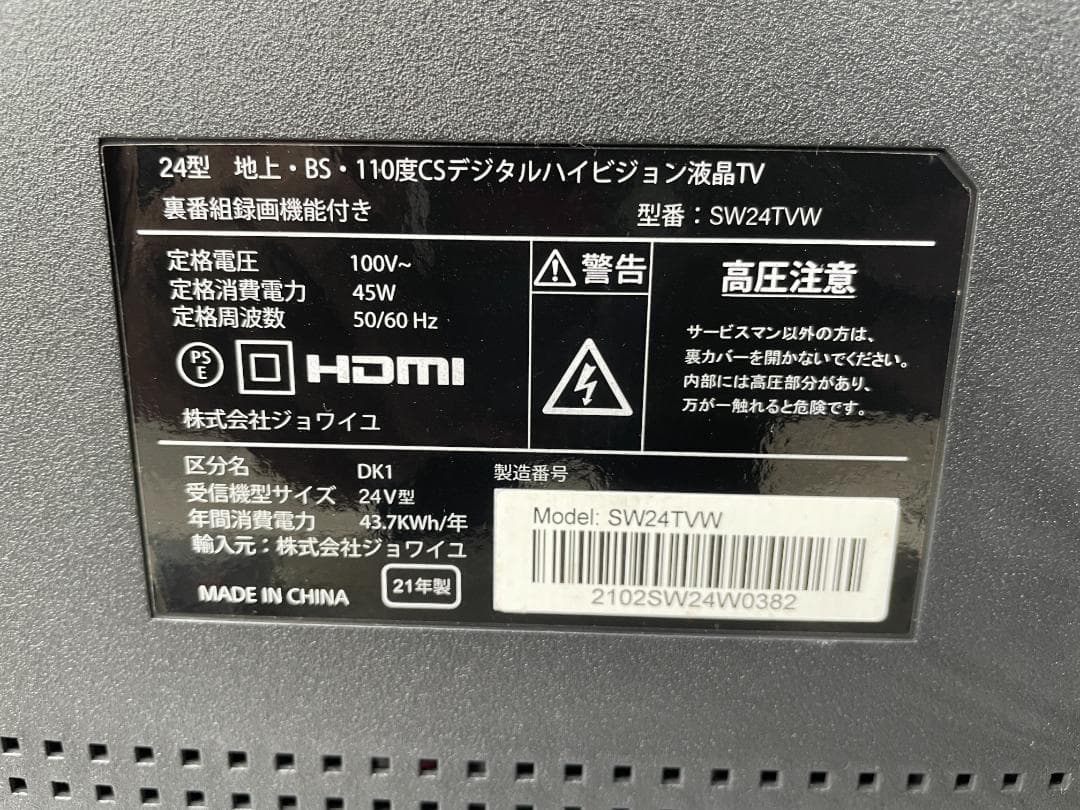 24型 地上・BS・110度CSデジタルハイビジョン液晶TV
裏番組録画機能付き 型番：SW24TVW
定格電圧 100V~
定格消費電力 45W
定格周波数 50/60 Hz
PS
E
HDMI
株式会社ジョワイユ
警告
高圧注意
サービスマン以外の方は、
裏カバーを開かないでください。
内部には高圧部分があり、
万が一触れると危険です。
区分名 DK1
受信機型サイズ 24V型
年間消費電力 43.7KWh/年
輸入元：株式会社ジョワイユ
MADE IN CHINA
21年製
製造番号
Model: SW24TVW
2102SW24W0382